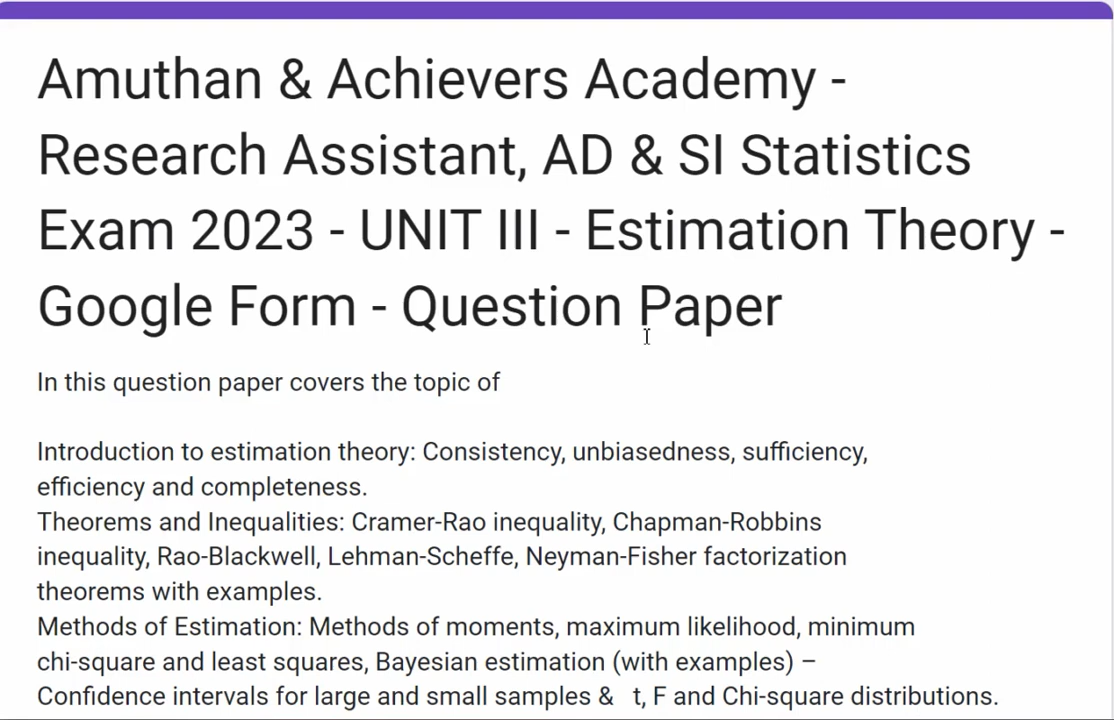 Amuthan & Achievers Academy -
Research Assistant, AD & SI Statistics
Exam 2023 - UNIT III - Estimation Theory -
Google Form - Question Paper
In this question paper covers the topic of
Introduction to estimation theory: Consistency, unbiasedness, sufficiency,
efficiency and completeness.
Theorems and Inequalities: Cramer-Rao inequality, Chapman-Robbins
inequality, Rao-Blackwell, Lehman-Scheffe, Neyman-Fisher factorization
theorems with examples.
Methods of Estimation: Methods of moments, maximum likelihood, minimum
chi-square and least squares, Bayesian estimation (with examples) –
Confidence intervals for large and small samples &   t, F and Chi-square distributions.